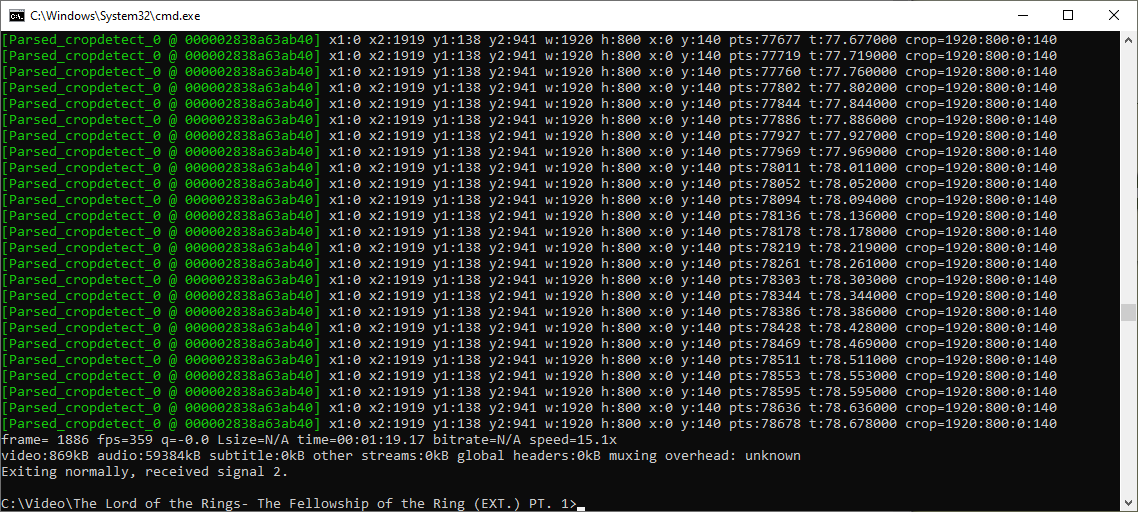 C:\Windows\System32\cmd.exe
[Parsed_cropdetect_0 @ 000002838a63ab40] x1:0 x2:1919 y1:138 y2:941 w:1920 h:800 x:0 y:140 pts:77677 t:77.677000 crop=1920:800:0:140
[Parsed_cropdetect_0 @ 000002838a63ab40] x1:0 x2:1919 y1:138 y2:941 w:1920 h:800 x:0 y:140 pts:77719 t:77.719000 crop=1920:800:0:140
[Parsed_cropdetect_0 @ 000002838a63ab40] x1:0 x2:1919 y1:138 y2:941 w:1920 h:800 x:0 y:140 pts:77760 t:77.760000 crop=1920:800:0:140
[Parsed_cropdetect_0 @ 000002838a63ab40] x1:0 x2:1919 y1:138 y2:941 w:1920 h:800 x:0 y:140 pts:77802 t:77.802000 crop=1920:800:0:140
[Parsed_cropdetect_0 @ 000002838a63ab40] x1:0 x2:1919 y1:138 y2:941 w:1920 h:800 x:0 y:140 pts:77844 t:77.844000 crop=1920:800:0:140
[Parsed_cropdetect_0 @ 000002838a63ab40] x1:0 x2:1919 y1:138 y2:941 w:1920 h:800 x:0 y:140 pts:77886 t:77.886000 crop=1920:800:0:140
[Parsed_cropdetect_0 @ 000002838a63ab40] x1:0 x2:1919 y1:138 y2:941 w:1920 h:800 x:0 y:140 pts:77927 t:77.927000 crop=1920:800:0:140
[Parsed_cropdetect_0 @ 000002838a63ab40] x1:0 x2:1919 y1:138 y2:941 w:1920 h:800 x:0 y:140 pts:77969 t:77.969000 crop=1920:800:0:140
[Parsed_cropdetect_0 @ 000002838a63ab40] x1:0 x2:1919 y1:138 y2:941 w:1920 h:800 x:0 y:140 pts:78011 t:78.011000 crop=1920:800:0:140
[Parsed_cropdetect_0 @ 000002838a63ab40] x1:0 x2:1919 y1:138 y2:941 w:1920 h:800 x:0 y:140 pts:78052 t:78.052000 crop=1920:800:0:140
[Parsed_cropdetect_0 @ 000002838a63ab40] x1:0 x2:1919 y1:138 y2:941 w:1920 h:800 x:0 y:140 pts:78094 t:78.094000 crop=1920:800:0:140
[Parsed_cropdetect_0 @ 000002838a63ab40] x1:0 x2:1919 y1:138 y2:941 w:1920 h:800 x:0 y:140 pts:78136 t:78.136000 crop=1920:800:0:140
[Parsed_cropdetect_0 @ 000002838a63ab40] x1:0 x2:1919 y1:138 y2:941 w:1920 h:800 x:0 y:140 pts:78178 t:78.178000 crop=1920:800:0:140
[Parsed_cropdetect_0 @ 000002838a63ab40] x1:0 x2:1919 y1:138 y2:941 w:1920 h:800 x:0 y:140 pts:78219 t:78.219000 crop=1920:800:0:140
[Parsed_cropdetect_0 @ 000002838a63ab40] x1:0 x2:1919 y1:138 y2:941 w:1920 h:800 x:0 y:140 pts:78261 t:78.261000 crop=1920:800:0:140
[Parsed_cropdetect_0 @ 000002838a63ab40] x1:0 x2:1919 y1:138 y2:941 w:1920 h:800 x:0 y:140 pts:78303 t:78.303000 crop=1920:800:0:140
[Parsed_cropdetect_0 @ 000002838a63ab40] x1:0 x2:1919 y1:138 y2:941 w:1920 h:800 x:0 y:140 pts:78344 t:78.344000 crop=1920:800:0:140
[Parsed_cropdetect_0 @ 000002838a63ab40] x1:0 x2:1919 y1:138 y2:941 w:1920 h:800 x:0 y:140 pts:78386 t:78.386000 crop=1920:800:0:140
[Parsed_cropdetect_0 @ 000002838a63ab40] x1:0 x2:1919 y1:138 y2:941 w:1920 h:800 x:0 y:140 pts:78428 t:78.428000 crop=1920:800:0:140
[Parsed_cropdetect_0 @ 000002838a63ab40] x1:0 x2:1919 y1:138 y2:941 w:1920 h:800 x:0 y:140 pts:78469 t:78.469000 crop=1920:800:0:140
[Parsed_cropdetect_0 @ 000002838a63ab40] x1:0 x2:1919 y1:138 y2:941 w:1920 h:800 x:0 y:140 pts:78511 t:78.511000 crop=1920:800:0:140
[Parsed_cropdetect_0 @ 000002838a63ab40] x1:0 x2:1919 y1:138 y2:941 w:1920 h:800 x:0 y:140 pts:78553 t:78.553000 crop=1920:800:0:140
[Parsed_cropdetect_0 @ 000002838a63ab40] x1:0 x2:1919 y1:138 y2:941 w:1920 h:800 x:0 y:140 pts:78595 t:78.595000 crop=1920:800:0:140
[Parsed_cropdetect_0 @ 000002838a63ab40] x1:0 x2:1919 y1:138 y2:941 w:1920 h:800 x:0 y:140 pts:78636 t:78.636000 crop=1920:800:0:140
[Parsed_cropdetect_0 @ 000002838a63ab40] x1:0 x2:1919 y1:138 y2:941 w:1920 h:800 x:0 y:140 pts:78678 t:78.678000 crop=1920:800:0:140
frame= 1886 fps=359 q=-0.0 Lsize=N/A time=00:01:19.17 bitrate=N/A speed=15.1x
video:869kB audio:59384kB subtitle:0kB other streams:0kB global headers:0kB muxing overhead: unknown
Exiting normally, received signal 2.
C:\Video\The Lord of the Rings- The Fellowship of the Ring (EXT.) PT. 1>